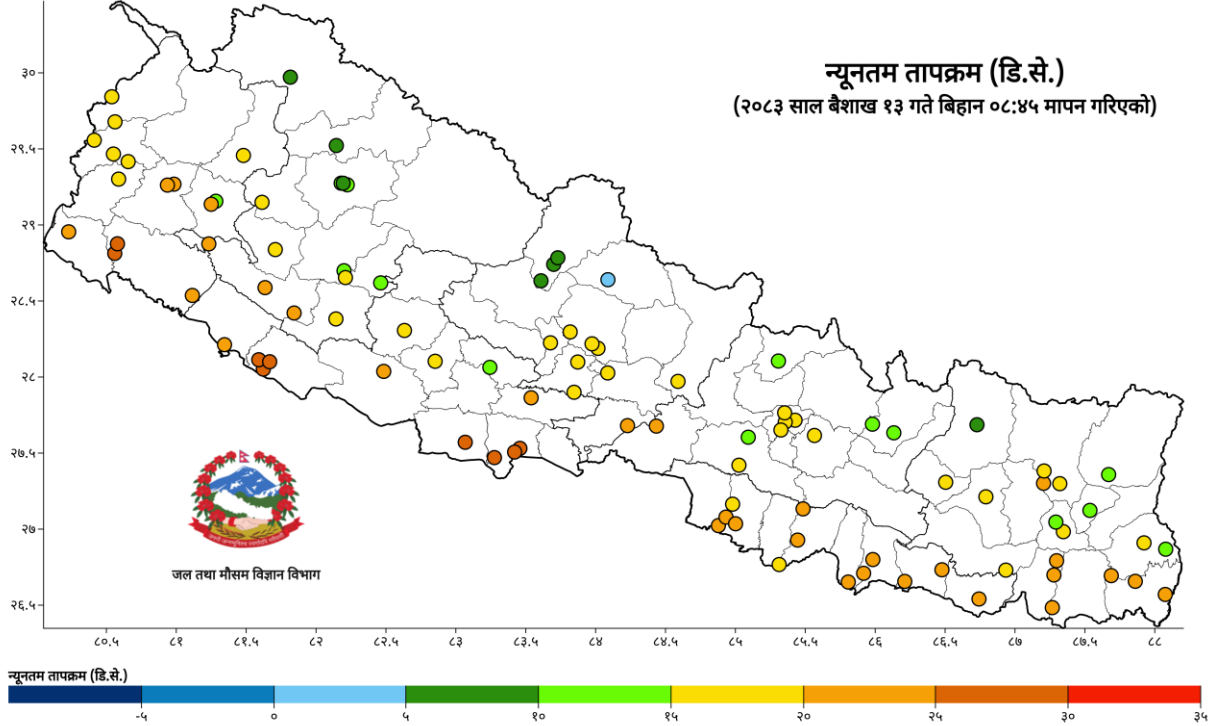 न्यूनतम तापक्रम (डि.से.)
(२०८३ साल बैशाख १३ गते बिहान ०८:४५ मापन गरिएको)
३०
२९.५
२९
२८.५
२८
२७.५
२७
२६.५
जल तथा मौसम विज्ञान विभाग
८०.५ ८१ ८१.५ ८२ ८२.५ ८३ ८३.५ ८४ ८४.५ ८५ ८५.५ ८६ ८६.५ ८७ ८७.५ ८८
न्यूनतम तापक्रम (डि.से.)
-५ ० ५ १० १५ २० २५ ३० ३५